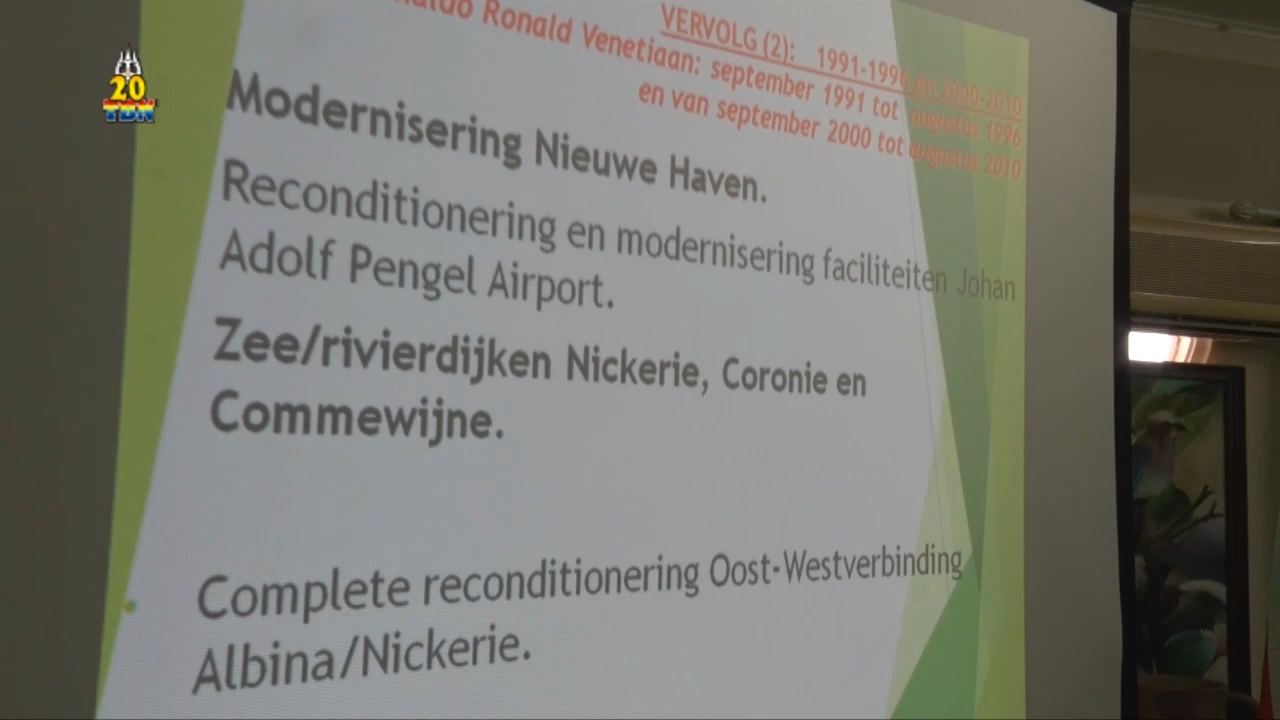 20
TBN
VERVOLG (2): 1991-1996 en 2000-2010
Ronald Venetiaan: september 1991 tot augustus 1996
en van september 2000 tot augustus 2010
Modernisering Nieuwe Haven.
Reconditionering en modernisering faciliteiten Johan
Adolf Pengel Airport.
Zee/rivierdijken Nickerie, Coronie en
Commewijne.
Complete reconditionering Oost-Westverbinding
Albina/Nickerie.